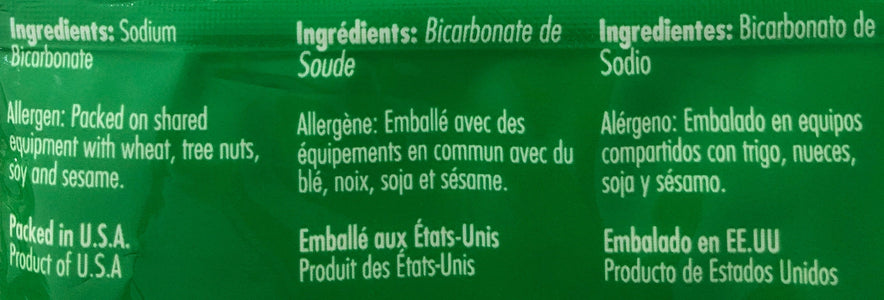 Ingredients: Sodium
Bicarbonate
Allergen: Packed on shared
equipment with wheat, tree nuts,
soy and sesame.
Packed in U.S.A.
Product of U.S.A
Ingrédients: Bicarbonate de
Soude
Allergène: Emballé avec des
équipements en commun avec du
blé, noix, soja et sésame.
Emballé aux États-Unis
Produit des États-Unis
Ingredientes: Bicarbonato de
Sodio
Alérgeno: Embalado en equipos
compartidos con trigo, nueces,
soja y sésamo.
Embalado en EE.UU
Producto de Estados Unidos